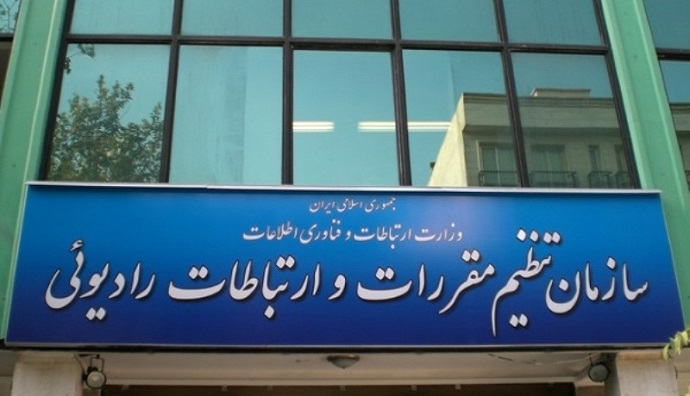 جمهوری اسلامی ایران
وزارت ارتباطات و فناوری اطلاعات
سازمان تنظیم مقررات و ارتباطات رادیوئی